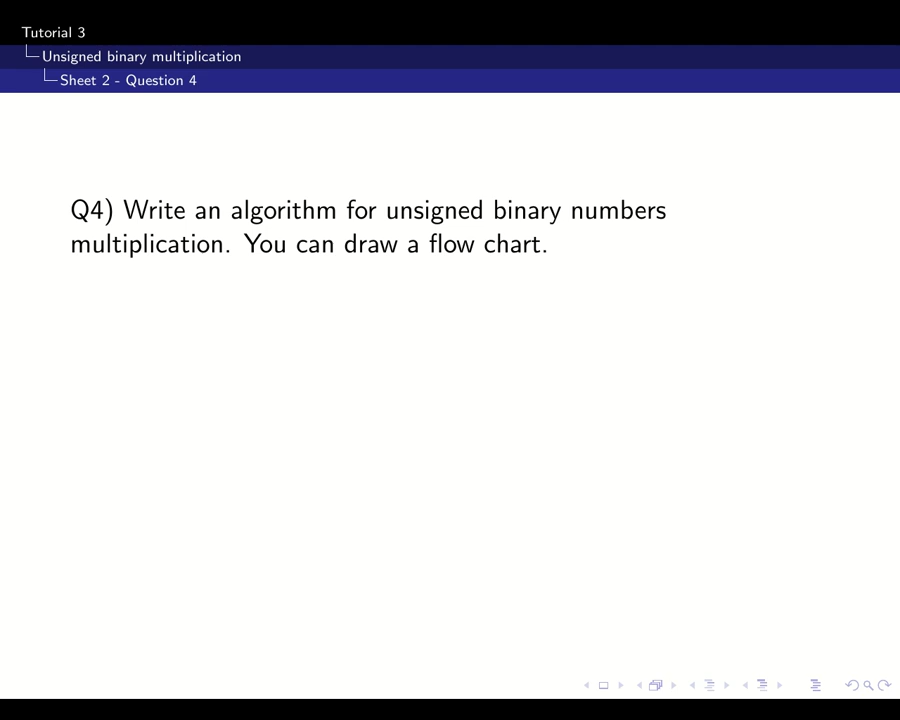 Tutorial 3
Unsigned binary multiplication
Sheet 2 - Question 4
Q4) Write an algorithm for unsigned binary numbers
multiplication. You can draw a flow chart.